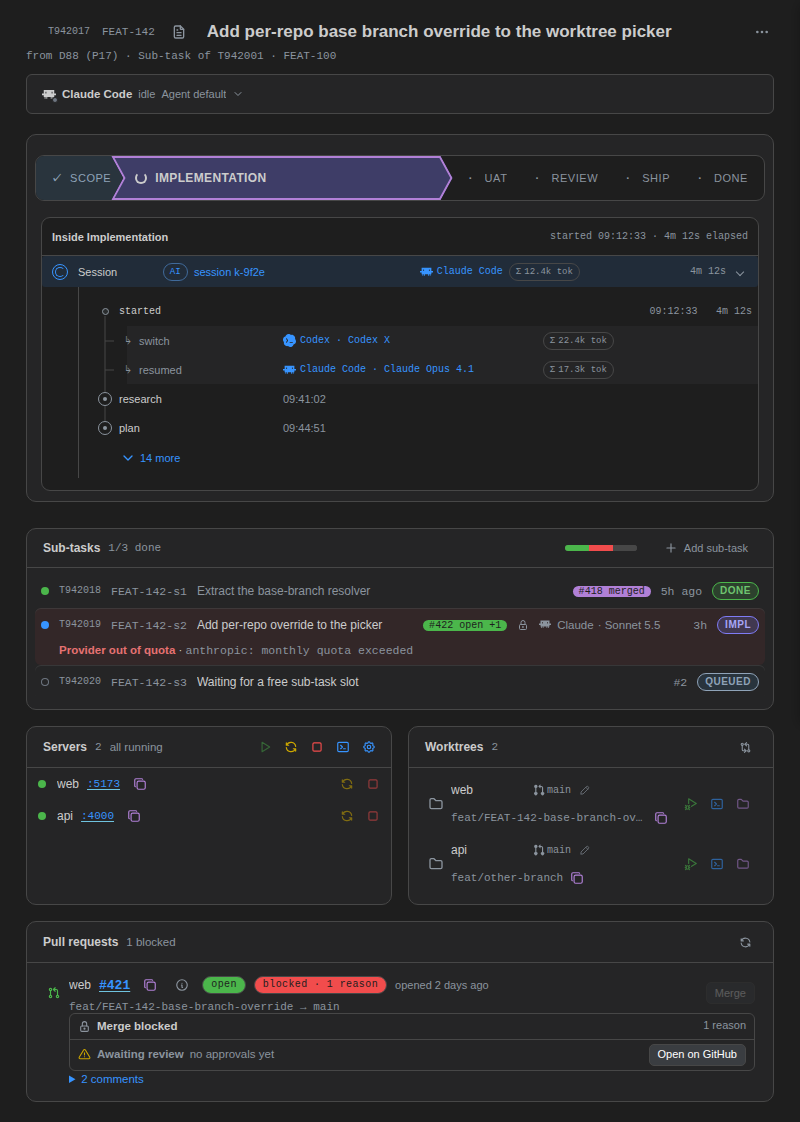 T942017 FEAT-142 Add per-repo base branch override to the worktree picker
from D88 (P17) · Sub-task of T942001 · FEAT-100
Claude Code idle Agent default
SCOPE IMPLEMENTATION · UAT · REVIEW · SHIP · DONE
Inside Implementation started 09:12:33 · 4m 12s elapsed
Session AI session k-9f2e Claude Code Σ 12.4k tok 4m 12s
started 09:12:33 4m 12s
↳ switch Codex · Codex X Σ 22.4k tok
↳ resumed Claude Code · Claude Opus 4.1 Σ 17.3k tok
research 09:41:02
plan 09:44:51
14 more
Sub-tasks 1/3 done Add sub-task
T942018 FEAT-142-s1 Extract the base-branch resolver #418 merged 5h ago DONE
T942019 FEAT-142-s2 Add per-repo override to the picker #422 open +1 Claude · Sonnet 5.5 3h IMPL
Provider out of quota · anthropic: monthly quota exceeded
T942020 FEAT-142-s3 Waiting for a free sub-task slot #2 QUEUED
Servers 2 all running
web :5173
api :4000
Worktrees 2
web main
feat/FEAT-142-base-branch-ov…
api main
feat/other-branch
Pull requests 1 blocked
web #421 open blocked · 1 reason opened 2 days ago
feat/FEAT-142-base-branch-override → main
Merge
Merge blocked 1 reason
Awaiting review no approvals yet Open on GitHub
2 comments